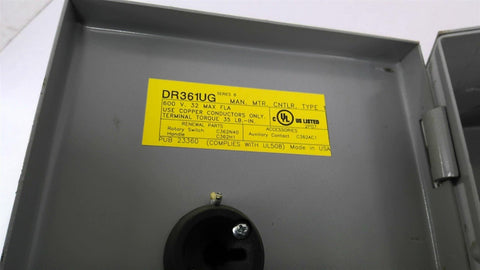 DR361UG SERIES B MAN. MTR. CNTLR. TYPE 1
600 V. 32 MAX FLA
USE COPPER CONDUCTORS ONLY.
TERMINAL TORQUE 35 LB.-IN.
C UL US LISTED
RENEWAL PARTS
Rotary Switch C362N40
Handle C362H1
ACCESSORIES
Auxiliary Contact C362AC1
PUB 23360 (COMPLIES WITH UL508) Made in USA